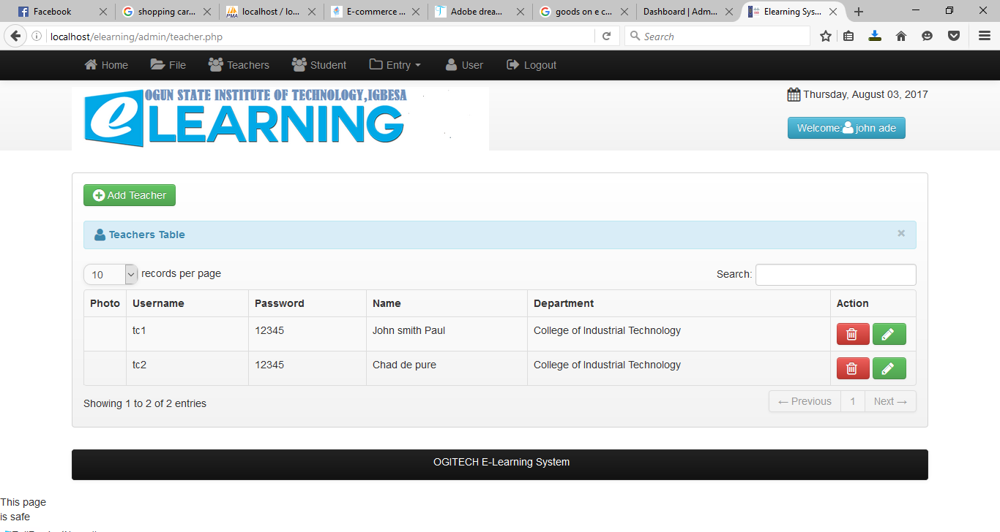 Facebook
shopping car...
localhost / lo...
E-commerce ...
Adobe drea...
goods on e c...
Dashboard | Adm...
Elearning Sys...
localhost/elearning/admin/teacher.php
Search
Home
File
Teachers
Student
Entry
User
Logout
OGUN STATE INSTITUTE OF TECHNOLOGY,IGBESA
eLEARNING
Thursday, August 03, 2017
Welcome john ade
Add Teacher
Teachers Table
×
10 records per page
Search:
Photo Username Password Name Department Action
tc1 12345 John smith Paul College of Industrial Technology
tc2 12345 Chad de pure College of Industrial Technology
Showing 1 to 2 of 2 entries
← Previous 1 Next →
OGITECH E-Learning System
This page
is safe